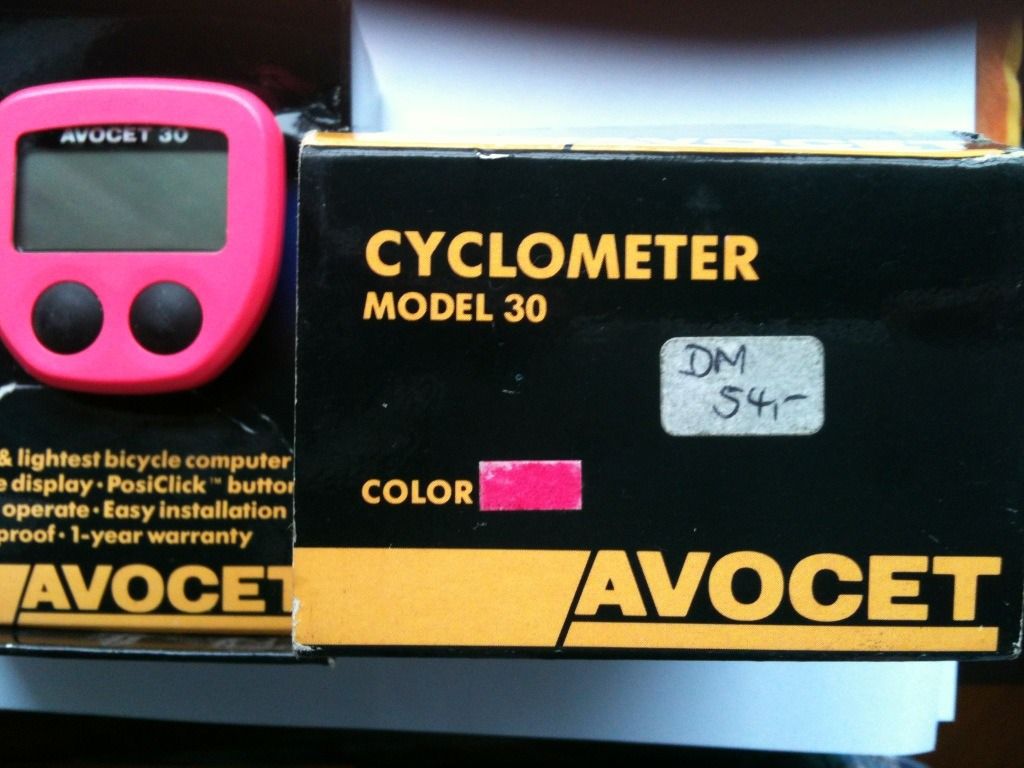 AVOCET 30
& lightest bicycle computer
e display · PosiClick™ button
operate · Easy installation
proof · 1-year warranty
AVOCET
CYCLOMETER
MODEL 30
DM
54,-
COLOR
AVOCET